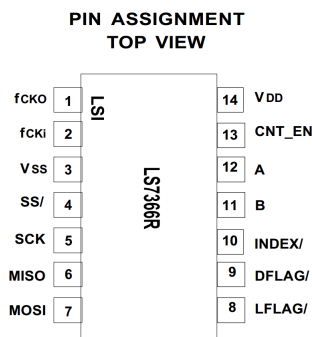 PIN ASSIGNMENT
TOP VIEW
fCKO 1
fCKi 2
VSS 3
SS/ 4
SCK 5
MISO 6
MOSI 7
LSI
LS7366R
14 VDD
13 CNT_EN
12 A
11 B
10 INDEX/
9 DFLAG/
8 LFLAG/